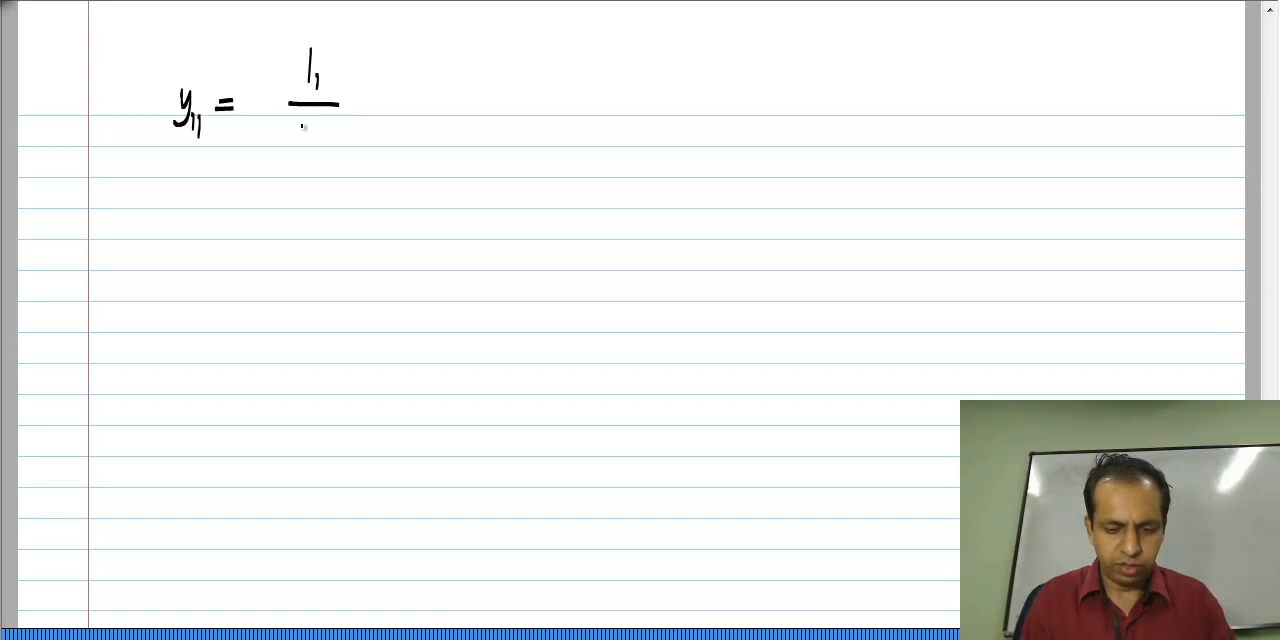 y₁₁ = I₁ /